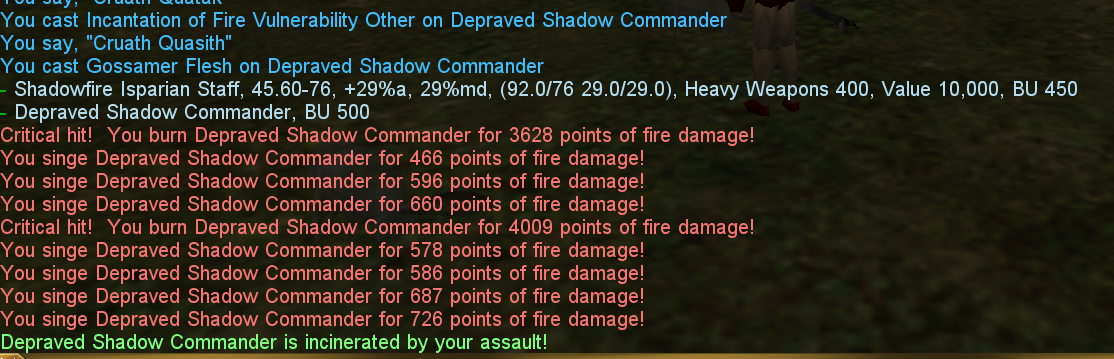 You say, "Cruath Quatak"
You cast Incantation of Fire Vulnerability Other on Depraved Shadow Commander
You say, "Cruath Quasith"
You cast Gossamer Flesh on Depraved Shadow Commander
- Shadowfire Isparian Staff, 45.60-76, +29%a, 29%md, (92.0/76 29.0/29.0), Heavy Weapons 400, Value 10,000, BU 450
- Depraved Shadow Commander, BU 500
Critical hit!  You burn Depraved Shadow Commander for 3628 points of fire damage!
You singe Depraved Shadow Commander for 466 points of fire damage!
You singe Depraved Shadow Commander for 596 points of fire damage!
You singe Depraved Shadow Commander for 660 points of fire damage!
Critical hit!  You burn Depraved Shadow Commander for 4009 points of fire damage!
You singe Depraved Shadow Commander for 578 points of fire damage!
You singe Depraved Shadow Commander for 586 points of fire damage!
You singe Depraved Shadow Commander for 687 points of fire damage!
You singe Depraved Shadow Commander for 726 points of fire damage!
Depraved Shadow Commander is incinerated by your assault!